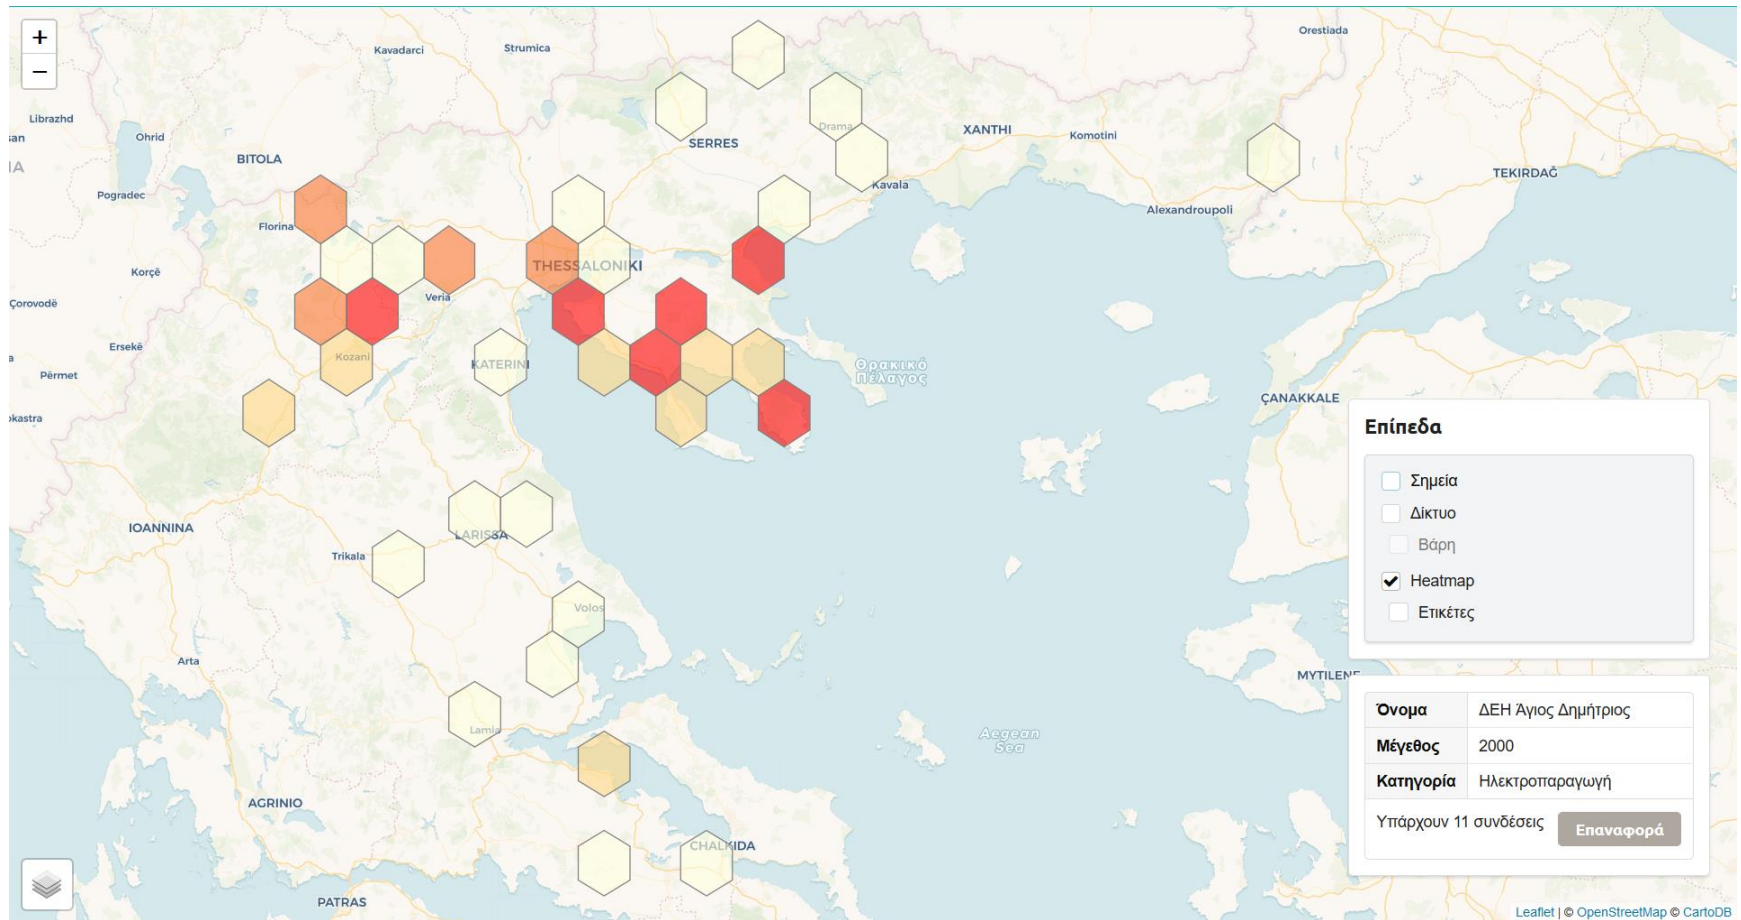 +
−
Kavadarci
Strumica
Orestiada
Librazhd
Ohrid
BITOLA
SERRES
Drama
XANTHI
Komotini
TEKIRDAĞ
Pogradec
Kavala
Alexandroupoli
Florina
THESSALONIKI
Korçë
Çorovodë
Veria
Ersekë
Kozani
KATERINI
Përmet
Θρακικό
Πέλαγος
ÇANAKKALE
Επίπεδα
Σημεία
Δίκτυο
Βάρη
Heatmap
Ετικέτες
IOANNINA
LARISSA
Trikala
Volos
Arta
MYTILENE
Lamia
Aegean
Sea
Όνομα ΔΕΗ Άγιος Δημήτριος
Μέγεθος 2000
Κατηγορία Ηλεκτροπαραγωγή
Υπάρχουν 11 συνδέσεις Επαναφορά
AGRINIO
CHALKIDA
PATRAS
Leaflet | © OpenStreetMap © CartoDB